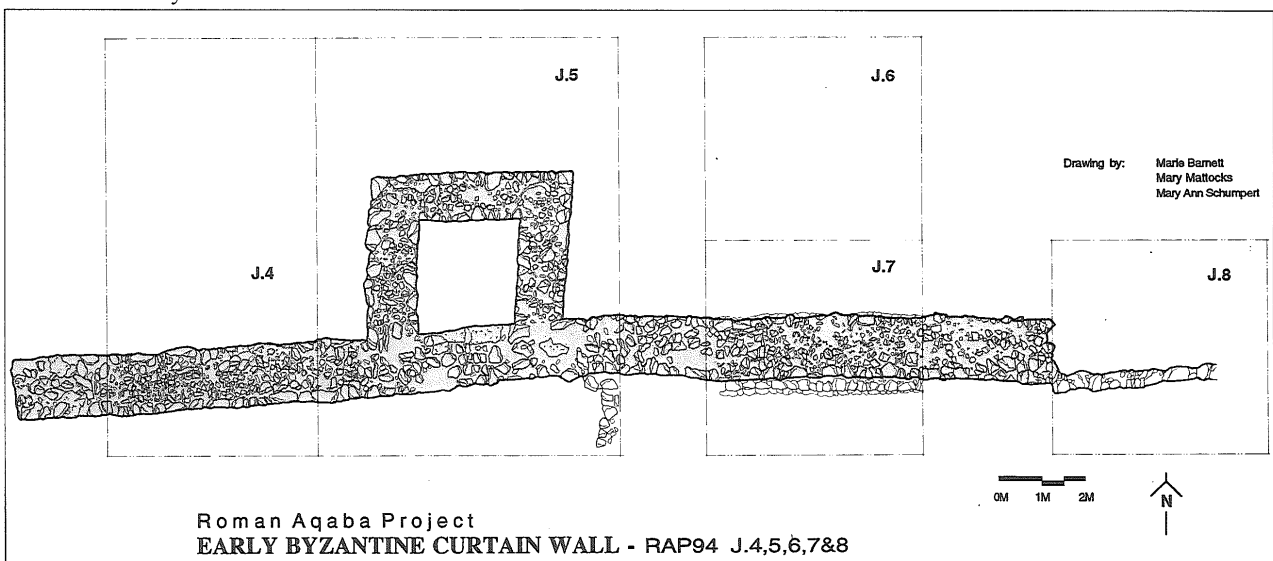 J.5
J.6
Drawing by: Marie Barnett
Mary Mattocks
Mary Ann Schumpert
J.4
J.7
J.8
0M 1M 2M
N
Roman Aqaba Project
EARLY BYZANTINE CURTAIN WALL - RAP94 J.4,5,6,7&8